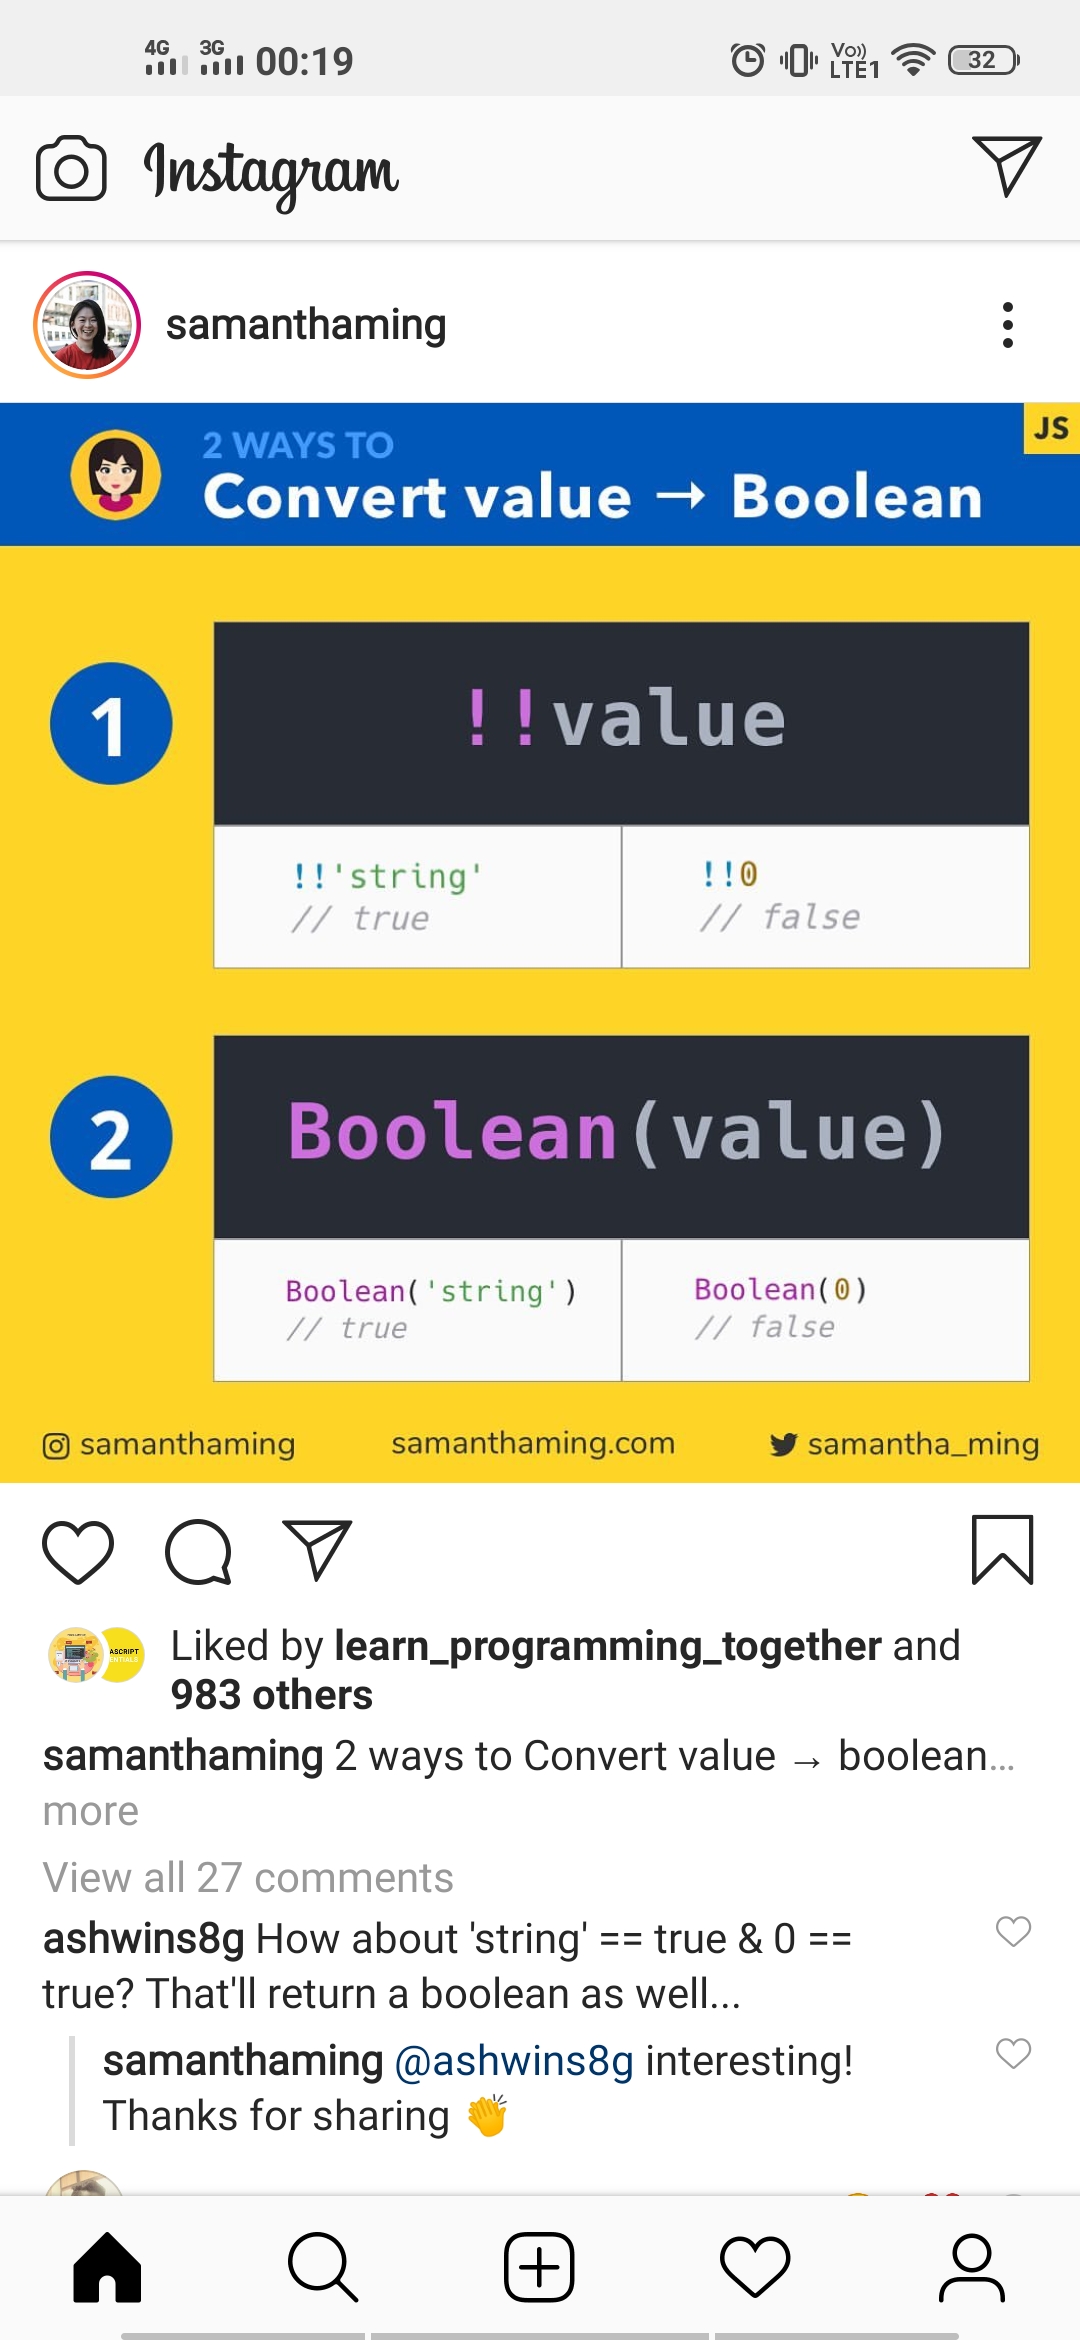 4G 3G 00:19 Vo)) LTE1 32
Instagram
samanthaming
JS
2 WAYS TO
Convert value → Boolean
1
!!value
!!'string' !!0
// true // false
2
Boolean(value)
Boolean('string') Boolean(0)
// true // false
samanthaming samanthaming.com samantha_ming
ASCRIPT
ENTIALS
Liked by learn_programming_together and
983 others
samanthaming 2 ways to Convert value → boolean...
more
View all 27 comments
ashwins8g How about 'string' == true & 0 ==
true? That'll return a boolean as well...
samanthaming @ashwins8g interesting!
Thanks for sharing 👏